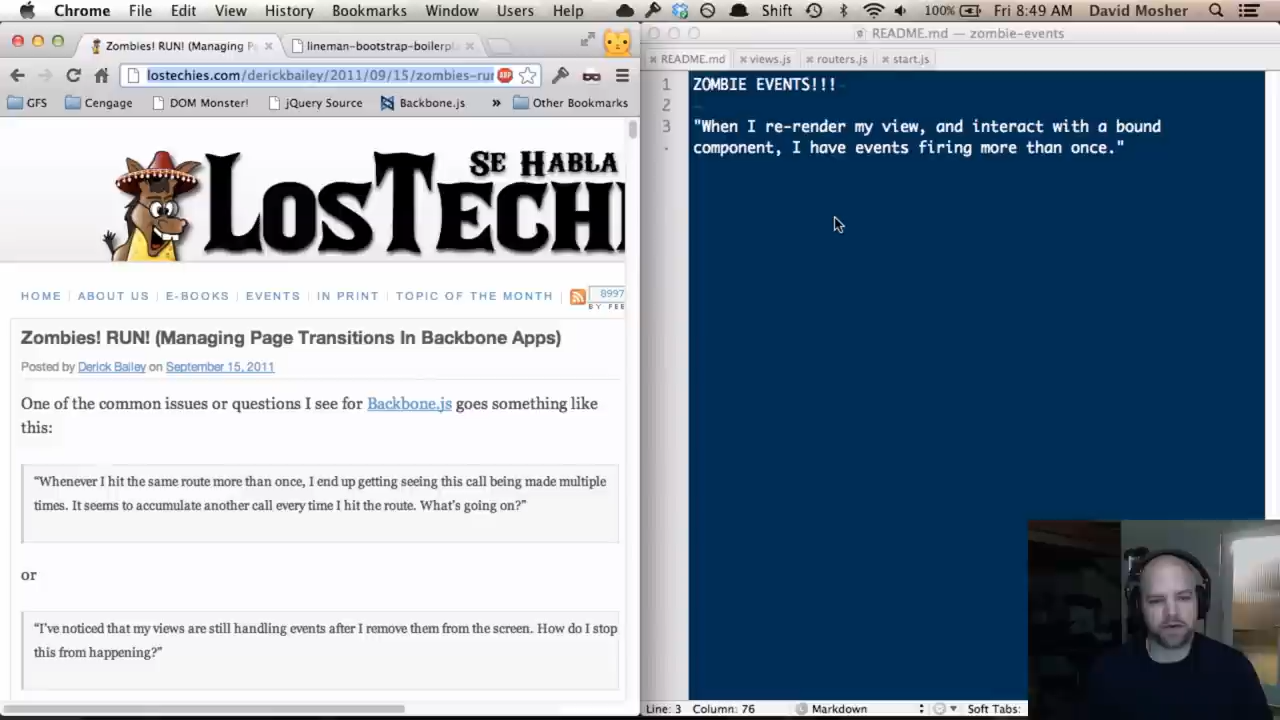 Chrome File Edit View History Bookmarks Window Users Help Shift 100% Fri 8:49 AM David Mosher
Zombies! RUN! (Managing P
lineman-bootstrap-boilerpl
README.md — zombie-events
lostechies.com/derickbailey/2011/09/15/zombies-run
ABP
README.md views.js routers.js start.js
GFS Cengage DOM Monster! jQuery Source Backbone.js » Other Bookmarks
1 ZOMBIE EVENTS!!!
2
3 "When I re-render my view, and interact with a bound
component, I have events firing more than once."
SE HABLA
LOSTECH
HOME ABOUT US E-BOOKS EVENTS IN PRINT TOPIC OF THE MONTH 8997
BY FEE
Zombies! RUN! (Managing Page Transitions In Backbone Apps)
Posted by Derick Bailey on September 15, 2011
One of the common issues or questions I see for Backbone.js goes something like
this:
“Whenever I hit the same route more than once, I end up getting seeing this call being made multiple
times. It seems to accumulate another call every time I hit the route. What’s going on?”
or
“I’ve noticed that my views are still handling events after I remove them from the screen. How do I stop
this from happening?”
Line: 3 Column: 76 Markdown Soft Tabs: